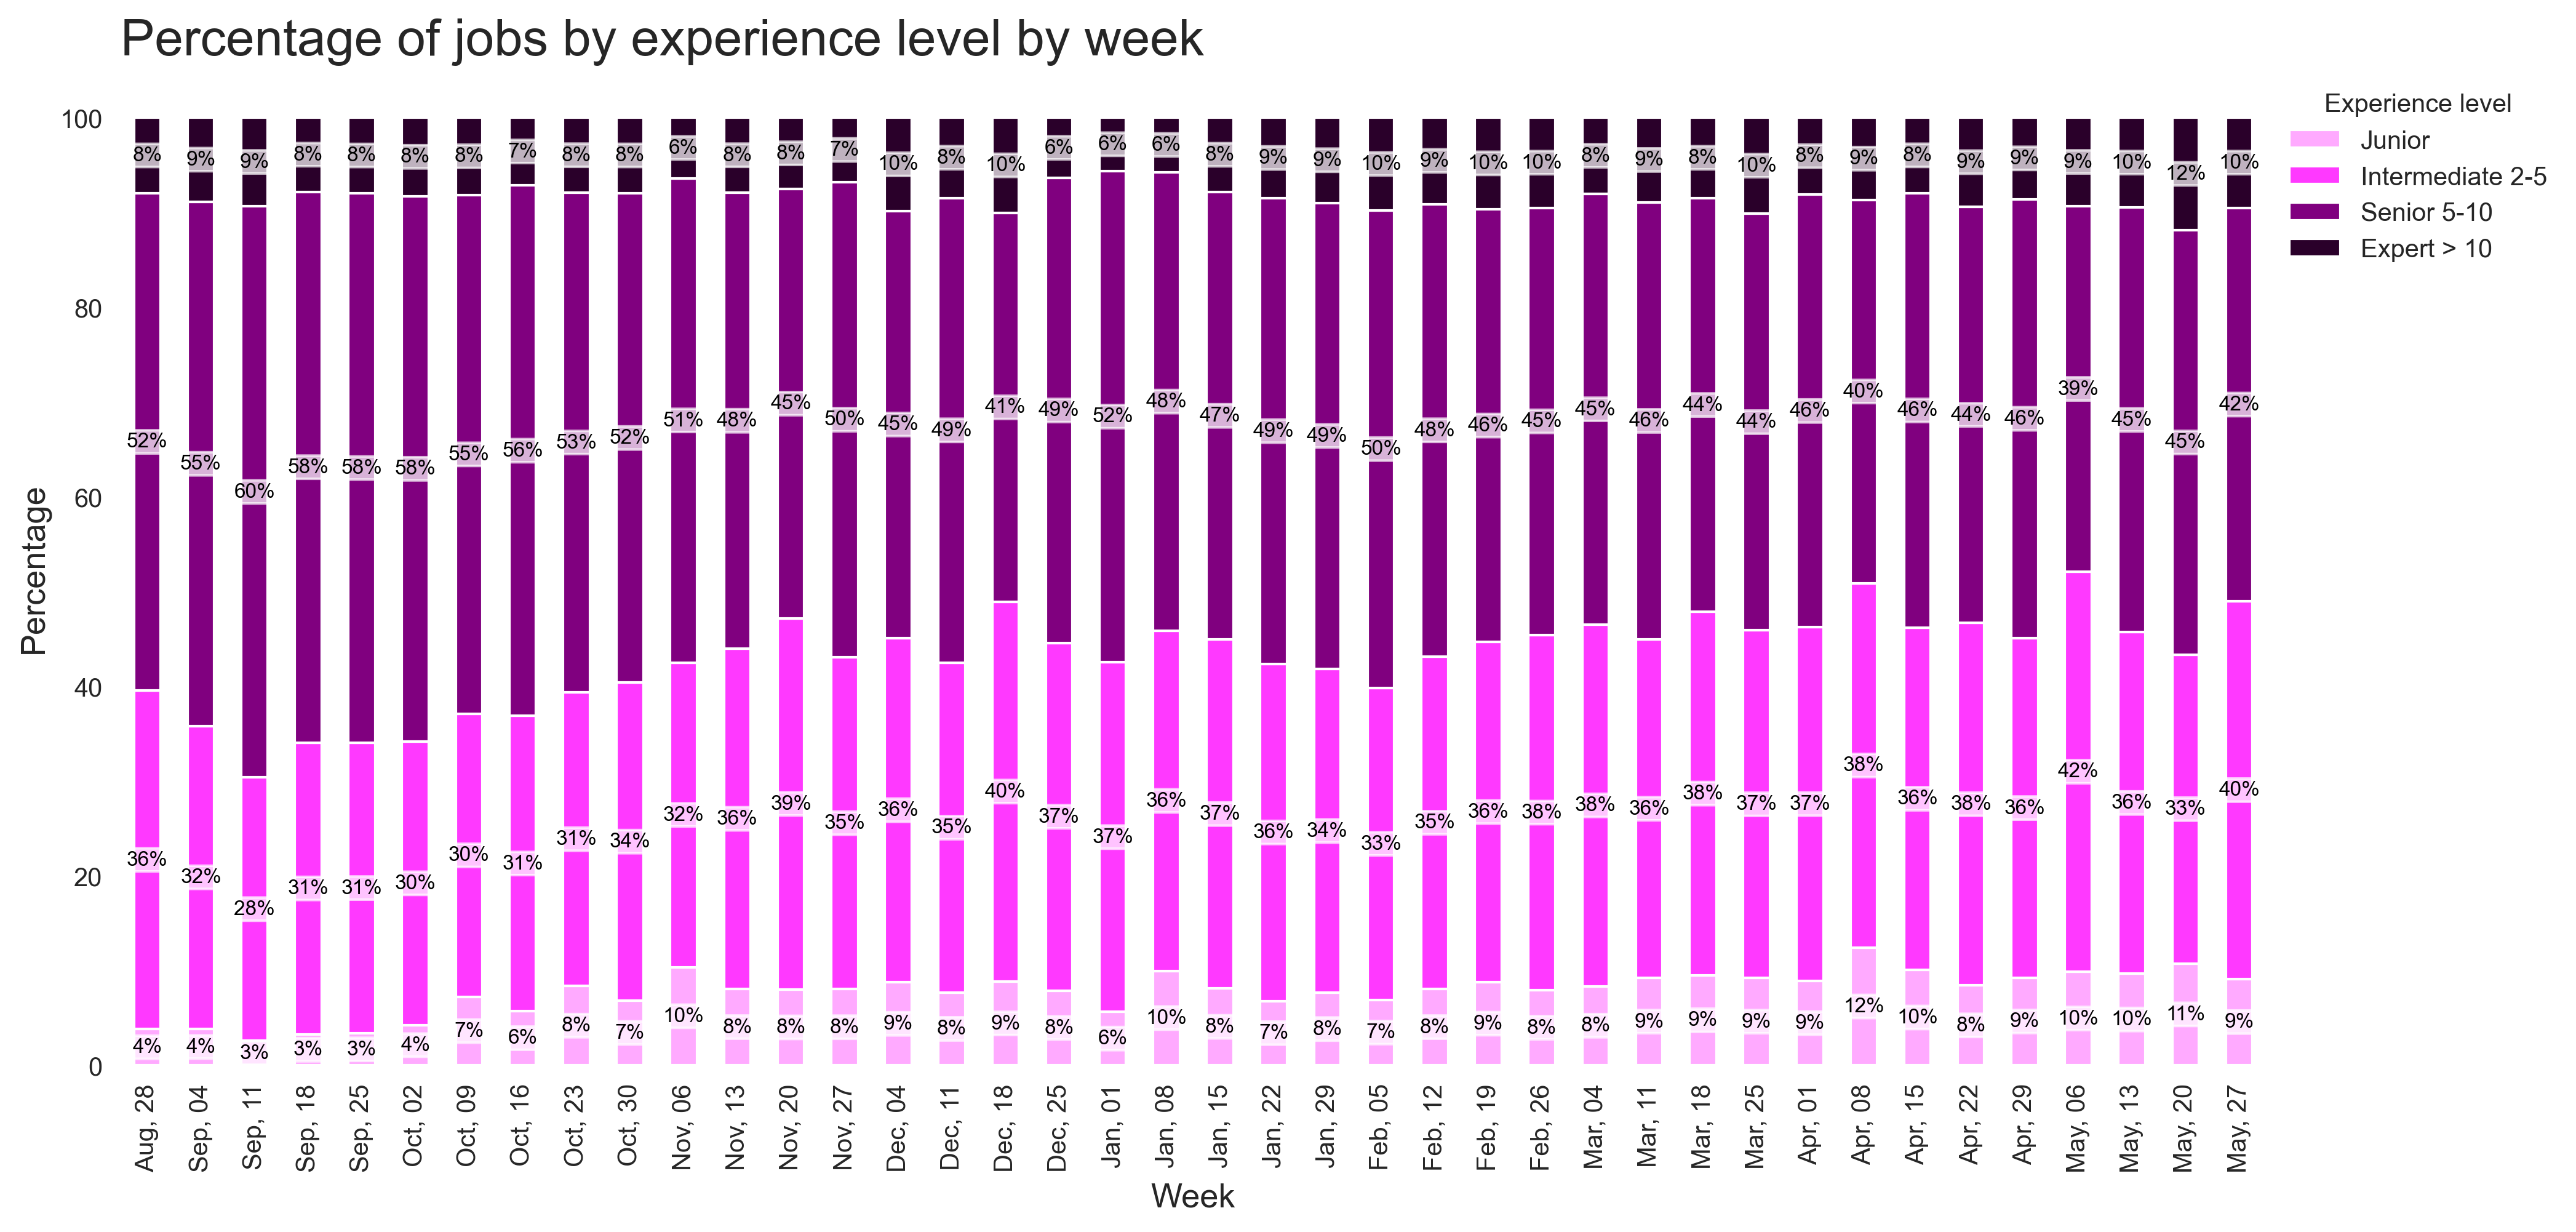 Percentage of jobs by experience level by week
Experience level
Junior
Intermediate 2-5
Senior 5-10
Expert > 10
Percentage
100
80
60
40
20
0
8% 9% 9% 8% 8% 8% 8% 7% 8% 8% 6% 8% 8% 7% 10% 8% 10% 6% 6% 6% 8% 9% 9% 10% 9% 10% 10% 8% 9% 8% 10% 8% 9% 8% 9% 9% 9% 10% 12% 10%
52% 55% 60% 58% 58% 58% 55% 56% 53% 52% 51% 48% 45% 50% 45% 49% 41% 49% 52% 48% 47% 49% 49% 50% 48% 46% 45% 45% 46% 44% 44% 46% 40% 46% 44% 46% 39% 45% 45% 42%
36% 32% 28% 31% 31% 30% 30% 31% 31% 34% 32% 36% 39% 35% 36% 35% 40% 37% 37% 36% 37% 36% 34% 33% 35% 36% 38% 38% 36% 38% 37% 37% 38% 36% 38% 36% 42% 36% 33% 40%
4% 4% 3% 3% 3% 4% 7% 6% 8% 7% 10% 8% 8% 8% 9% 8% 9% 8% 6% 10% 8% 7% 8% 7% 8% 9% 8% 8% 9% 9% 9% 9% 12% 10% 8% 9% 10% 10% 11% 9%
Aug, 28
Sep, 04
Sep, 11
Sep, 18
Sep, 25
Oct, 02
Oct, 09
Oct, 16
Oct, 23
Oct, 30
Nov, 06
Nov, 13
Nov, 20
Nov, 27
Dec, 04
Dec, 11
Dec, 18
Dec, 25
Jan, 01
Jan, 08
Jan, 15
Jan, 22
Jan, 29
Feb, 05
Feb, 12
Feb, 19
Feb, 26
Mar, 04
Mar, 11
Mar, 18
Mar, 25
Apr, 01
Apr, 08
Apr, 15
Apr, 22
Apr, 29
May, 06
May, 13
May, 20
May, 27
Week